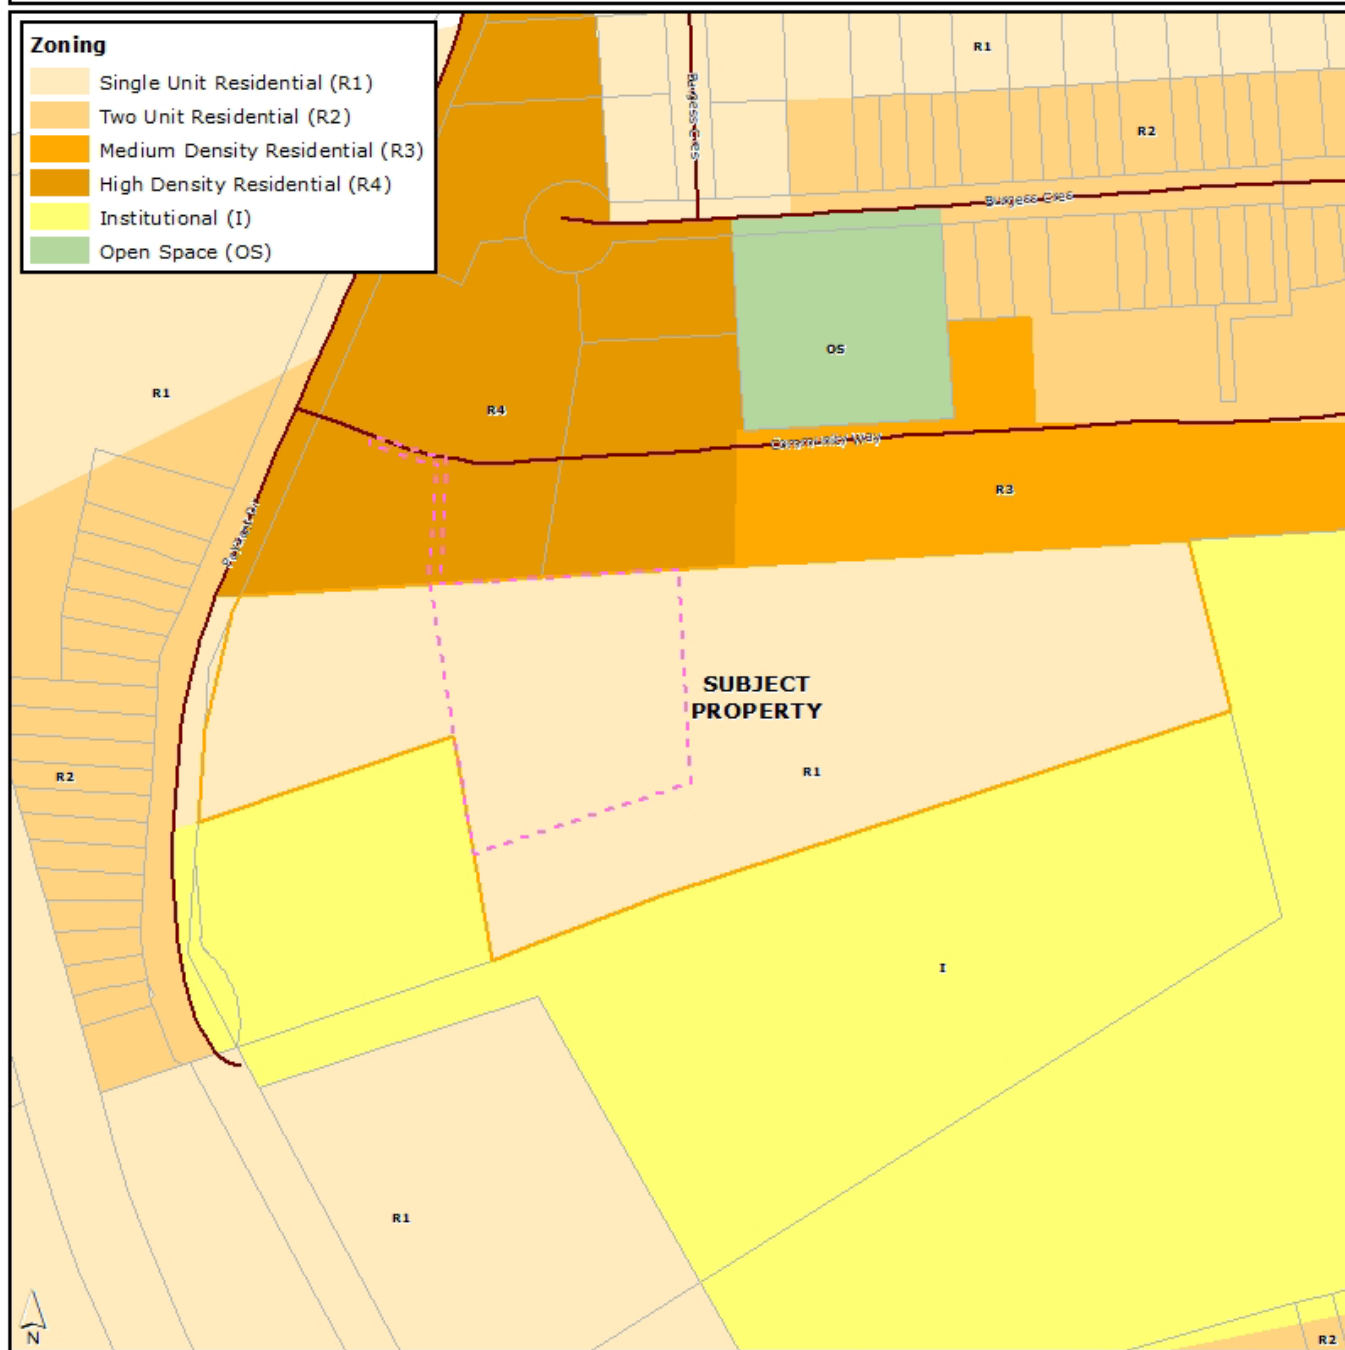 Zoning
Single Unit Residential (R1)
Two Unit Residential (R2)
Medium Density Residential (R3)
High Density Residential (R4)
Institutional (I)
Open Space (OS)
R1
Burgess Cres
R2
Burgess Cres
OS
R1
R4
Community Way
R3
SUBJECT
PROPERTY
R1
R2
I
R1
N
R2